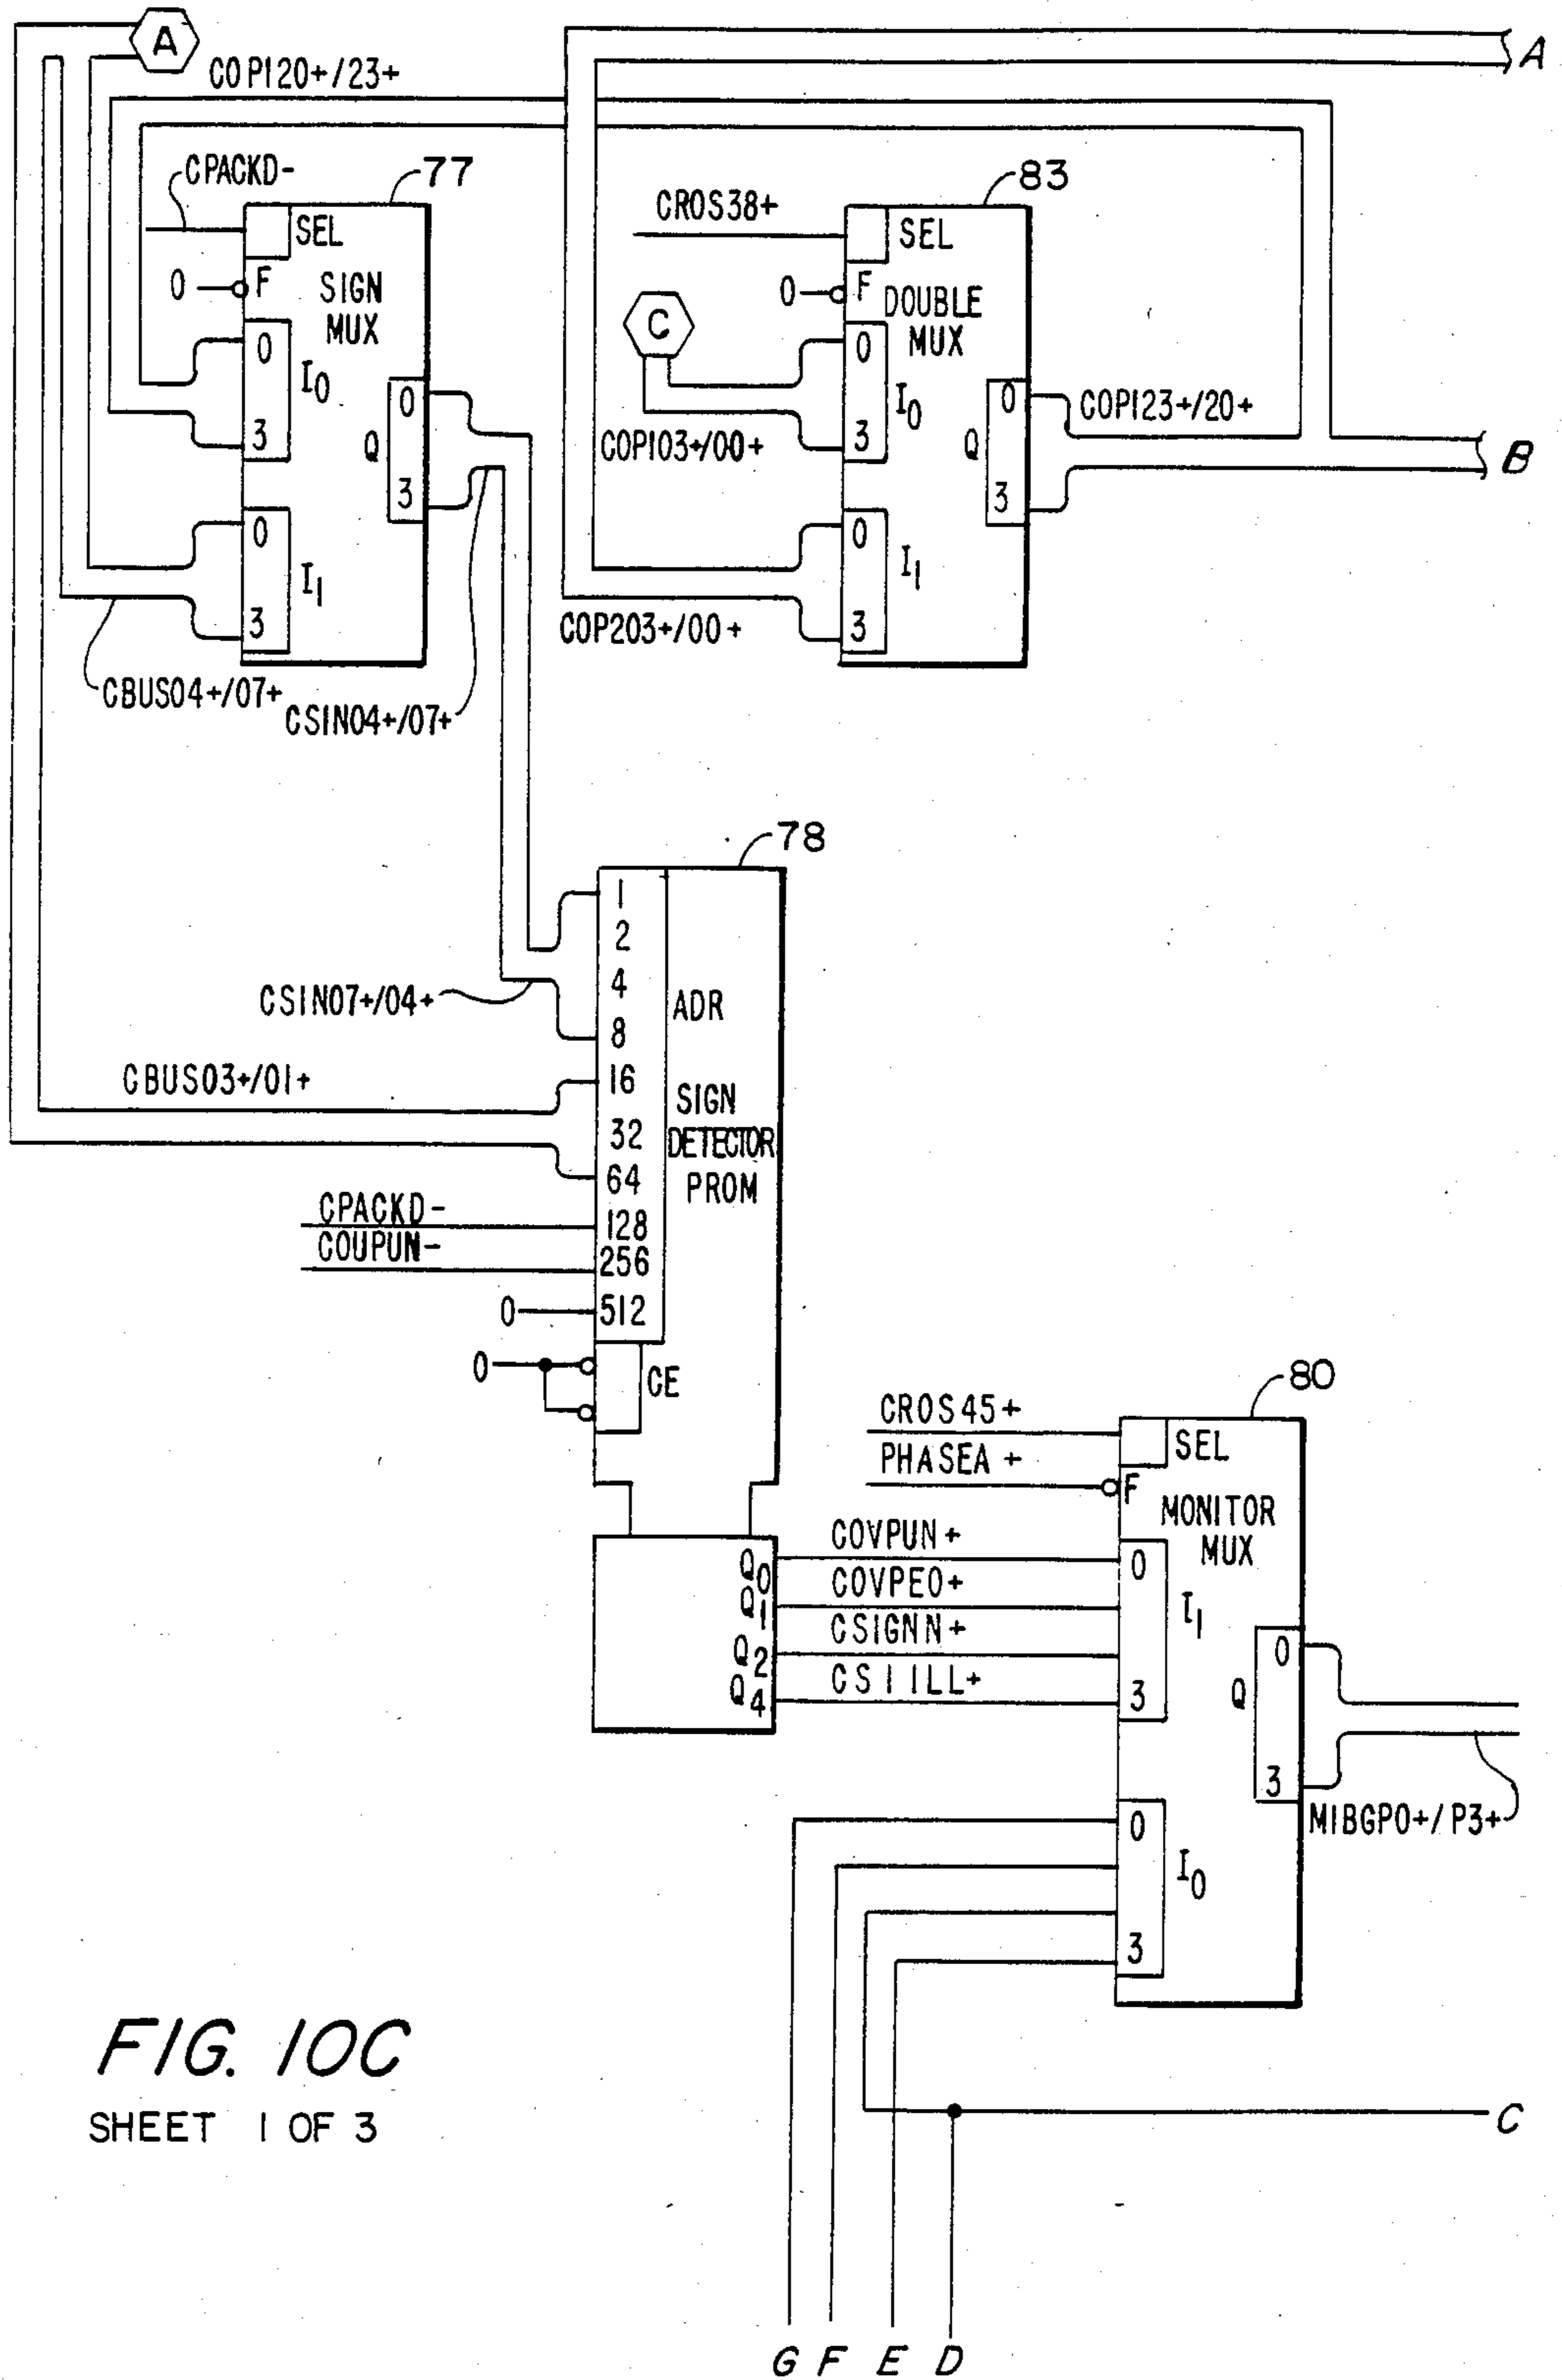 A
A
COP120+/23+
CPACKD-
77
SEL
0
F
SIGN
MUX
0
I0
3
Q
0
3
0
I1
3
CBUS04+/07+
CSIN04+/07+
CROS38+
83
SEL
0
F
DOUBLE
MUX
C
0
I0
3
COP103+/00+
Q
0
3
COP123+/20+
B
0
I1
3
COP203+/00+
78
1
2
4
8
16
32
64
128
256
512
ADR
SIGN
DETECTOR
PROM
CSIN07+/04+
CBUS03+/01+
CPACKD-
COUPUN-
0
0
CE
Q0
Q1
Q2
Q4
COVPUN+
COVPEO+
CSIGNN+
CSIILL+
80
CROS45+
SEL
PHASEA+
F
MONITOR
MUX
0
I1
3
Q
0
3
MIBGP0+/P3+
0
I0
3
FIG. 10C
SHEET 1 OF 3
C
G F E D